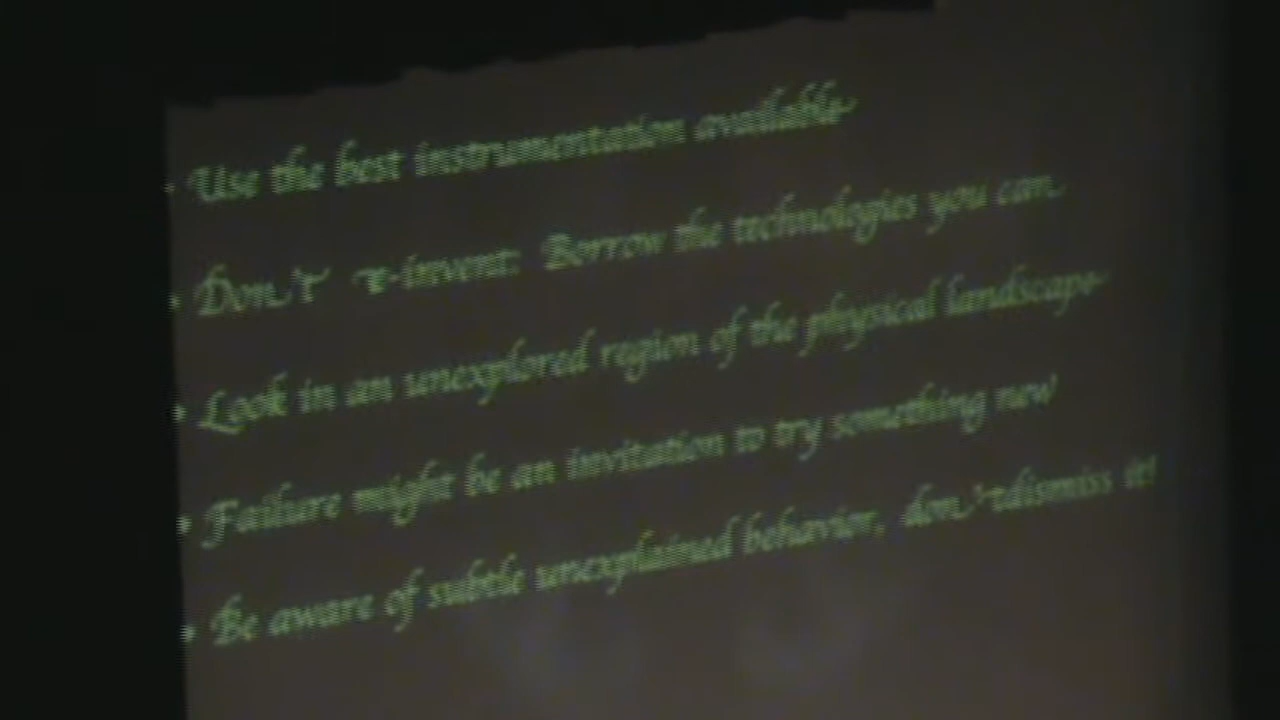 • Use the best instrumentation available
• Don't re-invent: Borrow the technologies you can.
• Look in an unexplored region of the physical landscape
• Failure might be an invitation to try something new
• Be aware of subtle unexplained behavior, don't dismiss it!